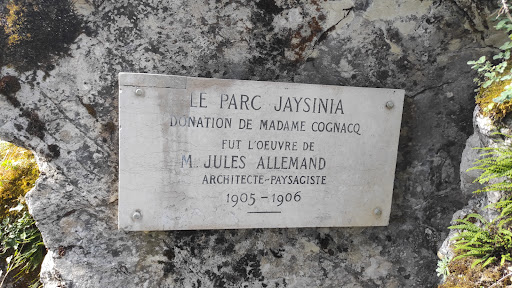 LE PARC JAYSINIA
DONATION DE MADAME COGNACQ
FUT L'OEUVRE DE
M. JULES ALLEMAND
ARCHITECTE-PAYSAGISTE
1905-1906